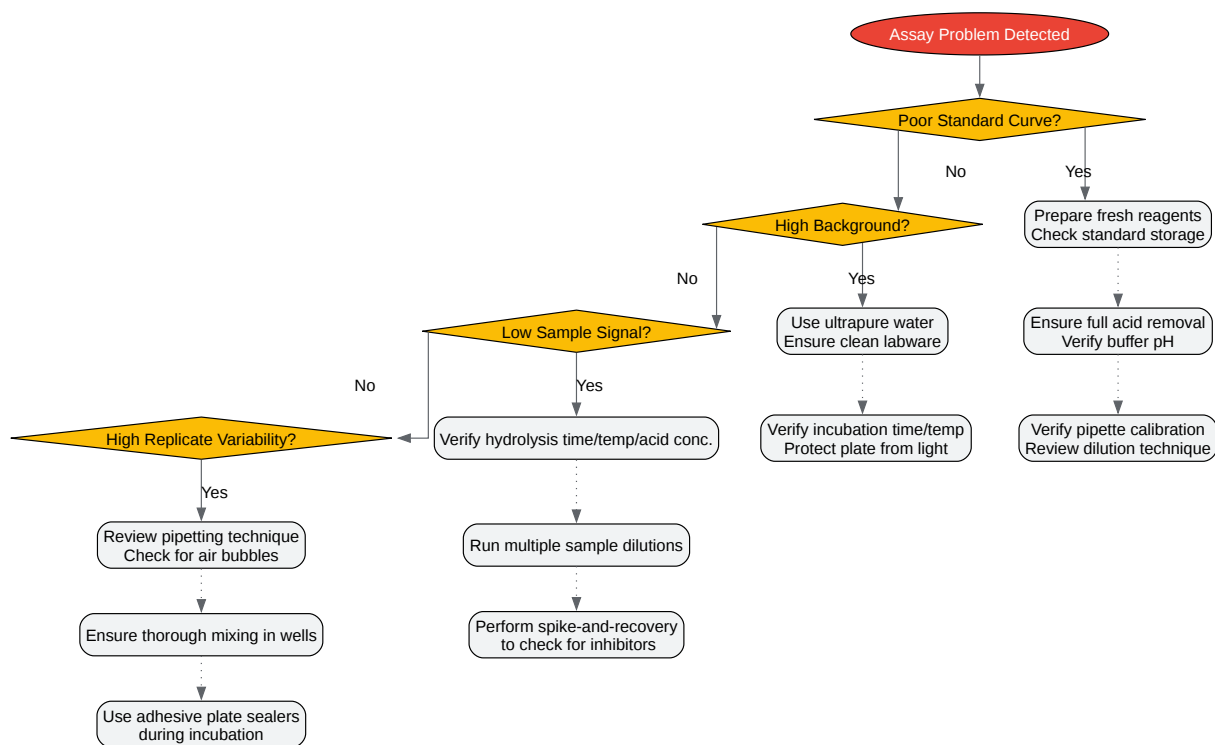 Assay Problem Detected
Poor Standard Curve?
No
Yes
High Background?
Prepare fresh reagents
Check standard storage
No
Yes
Low Sample Signal?
Use ultrapure water
Ensure clean labware
Ensure full acid removal
Verify buffer pH
No
Yes
High Replicate Variability?
Verify hydrolysis time/temp/acid conc.
Verify incubation time/temp
Protect plate from light
Verify pipette calibration
Review dilution technique
Yes
Review pipetting technique
Check for air bubbles
Run multiple sample dilutions
Ensure thorough mixing in wells
Perform spike-and-recovery
to check for inhibitors
Use adhesive plate sealers
during incubation